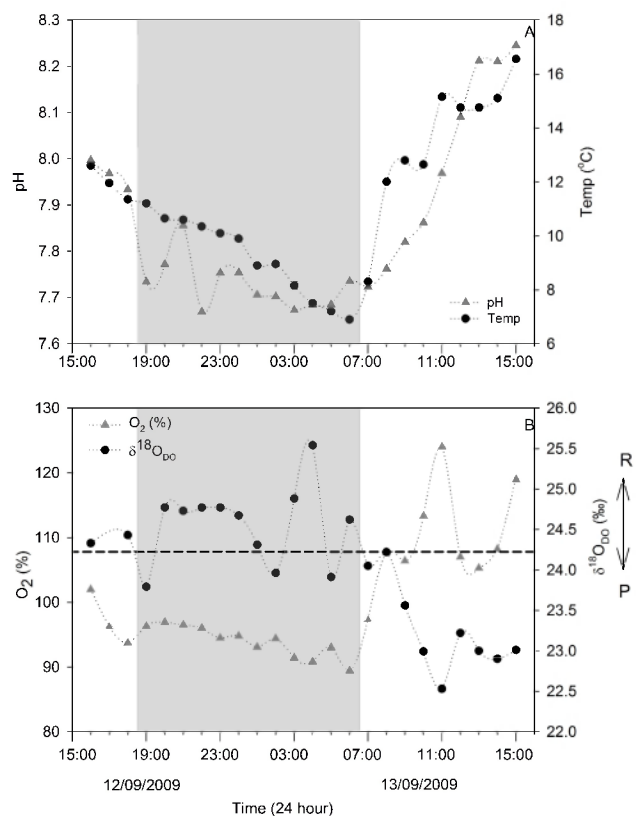 A
8.3
8.2
8.1
8.0
7.9
7.8
7.7
7.6
pH
18
16
14
12
10
8
6
Temp (°C)
pH
Temp
15:00 19:00 23:00 03:00 07:00 11:00 15:00
B
130
120
110
100
90
80
O2 (%)
O2 (%)
δ18ODO
26.0
25.5
25.0
24.5
24.0
23.5
23.0
22.5
22.0
δ18ODO (‰)
R
P
15:00 19:00 23:00 03:00 07:00 11:00 15:00
12/09/2009 13/09/2009
Time (24 hour)